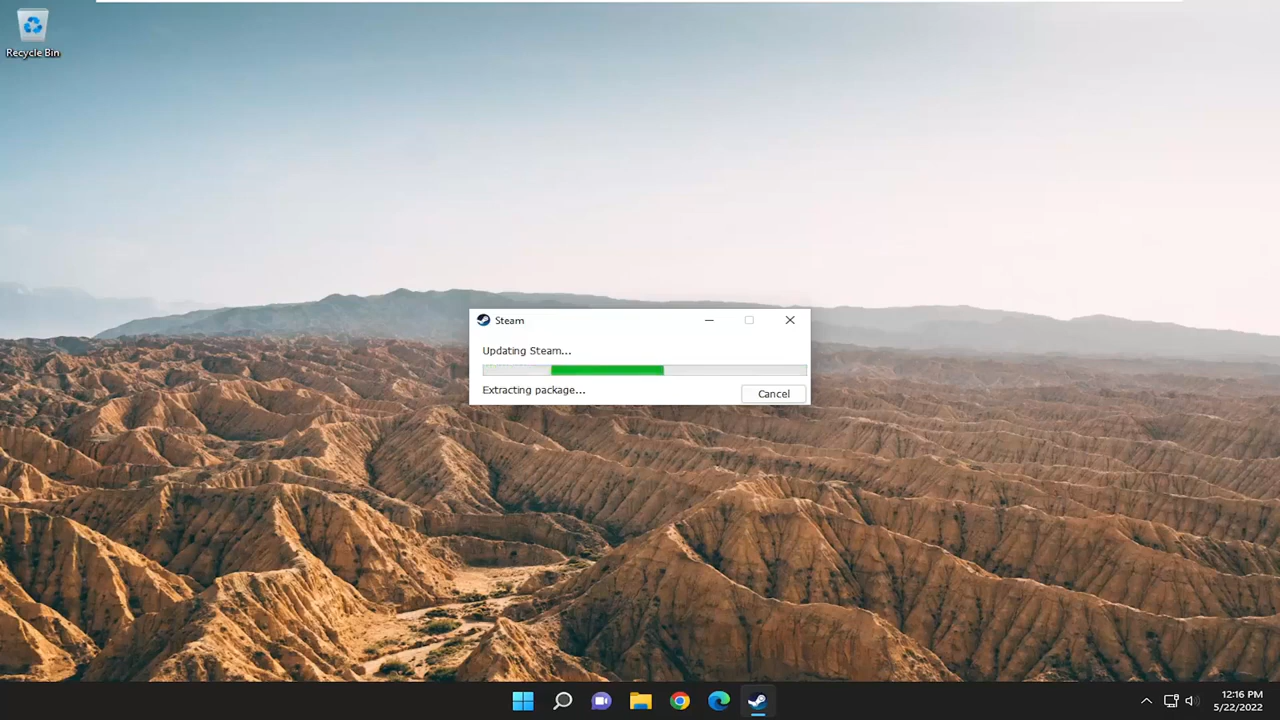 Recycle Bin
Steam
Updating Steam...
Extracting package...
Cancel
12:16 PM
5/22/2022